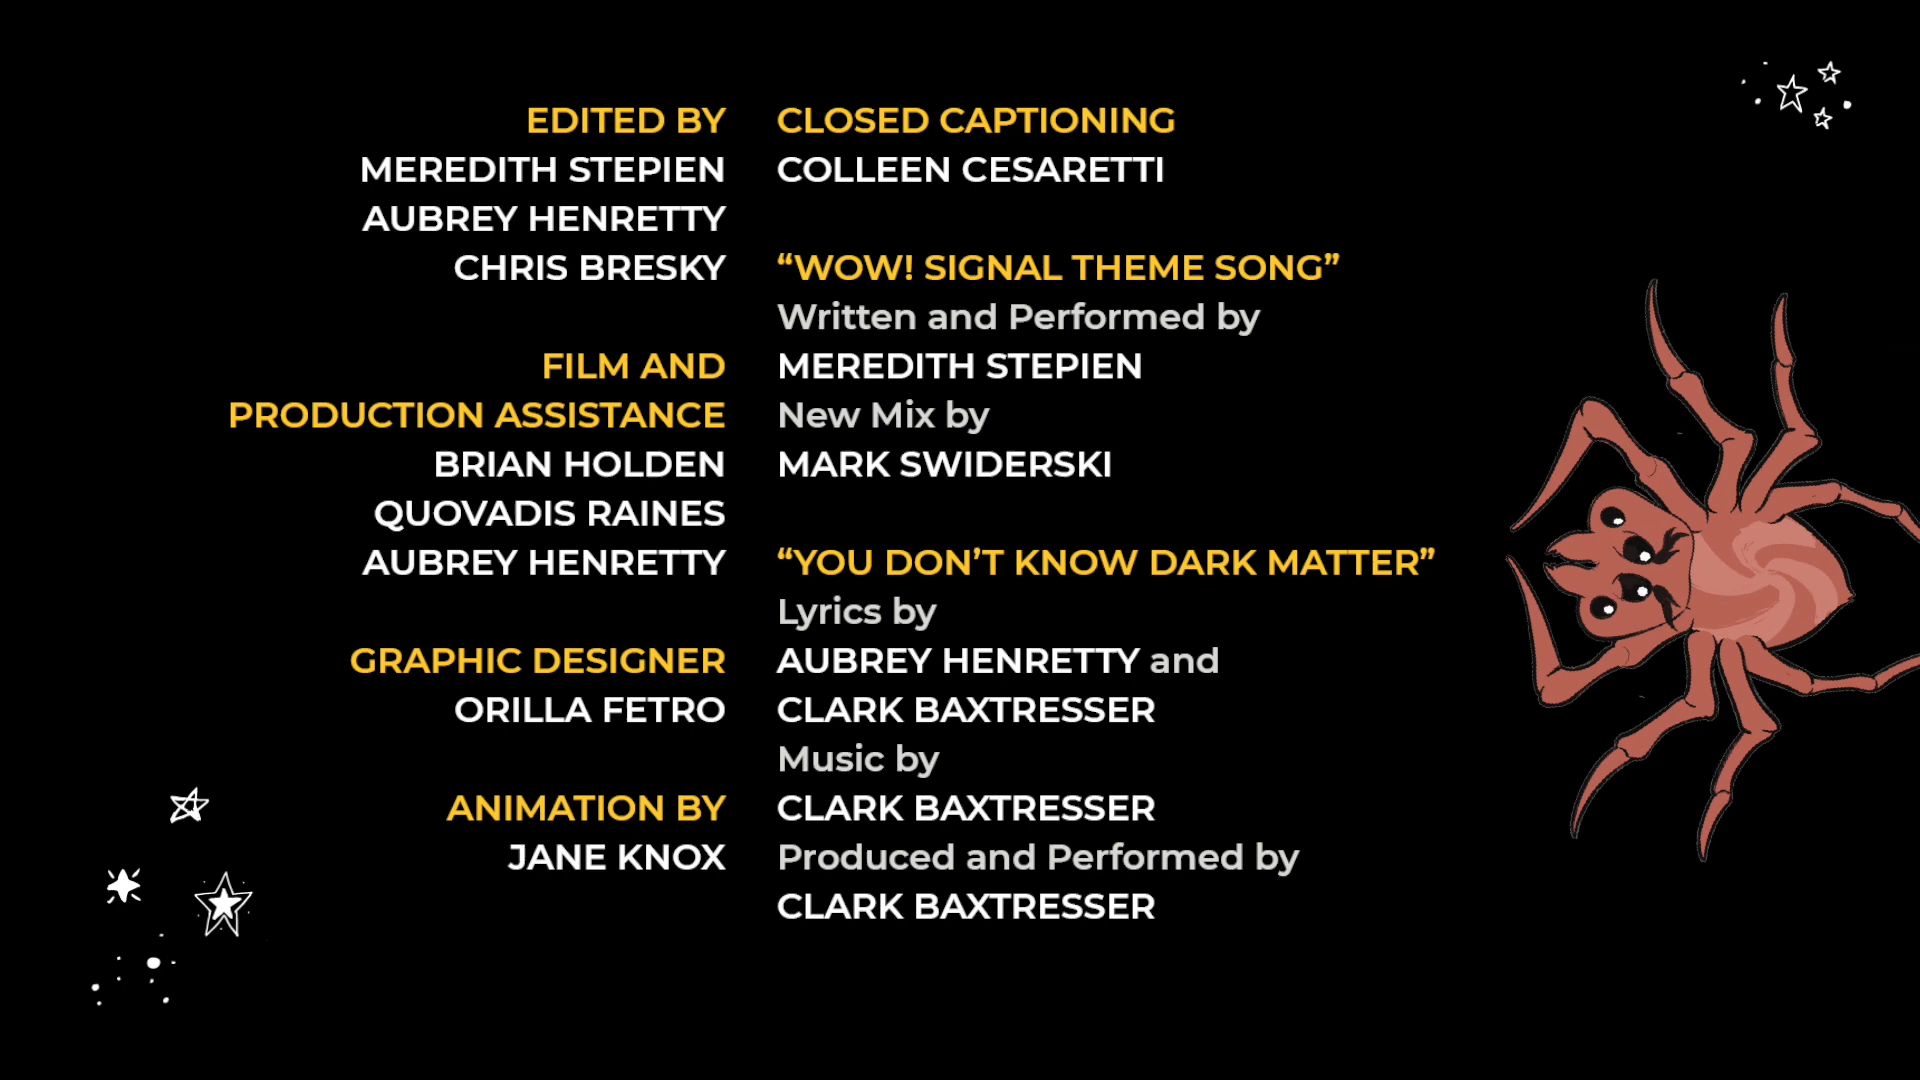 EDITED BY
MEREDITH STEPIEN
AUBREY HENRETTY
CHRIS BRESKY
FILM AND
PRODUCTION ASSISTANCE
BRIAN HOLDEN
QUOVADIS RAINES
AUBREY HENRETTY
GRAPHIC DESIGNER
ORILLA FETRO
ANIMATION BY
JANE KNOX
CLOSED CAPTIONING
COLLEEN CESARETTI
“WOW! SIGNAL THEME SONG”
Written and Performed by
MEREDITH STEPIEN
New Mix by
MARK SWIDERSKI
“YOU DON’T KNOW DARK MATTER”
Lyrics by
AUBREY HENRETTY and
CLARK BAXTRESSER
Music by
CLARK BAXTRESSER
Produced and Performed by
CLARK BAXTRESSER